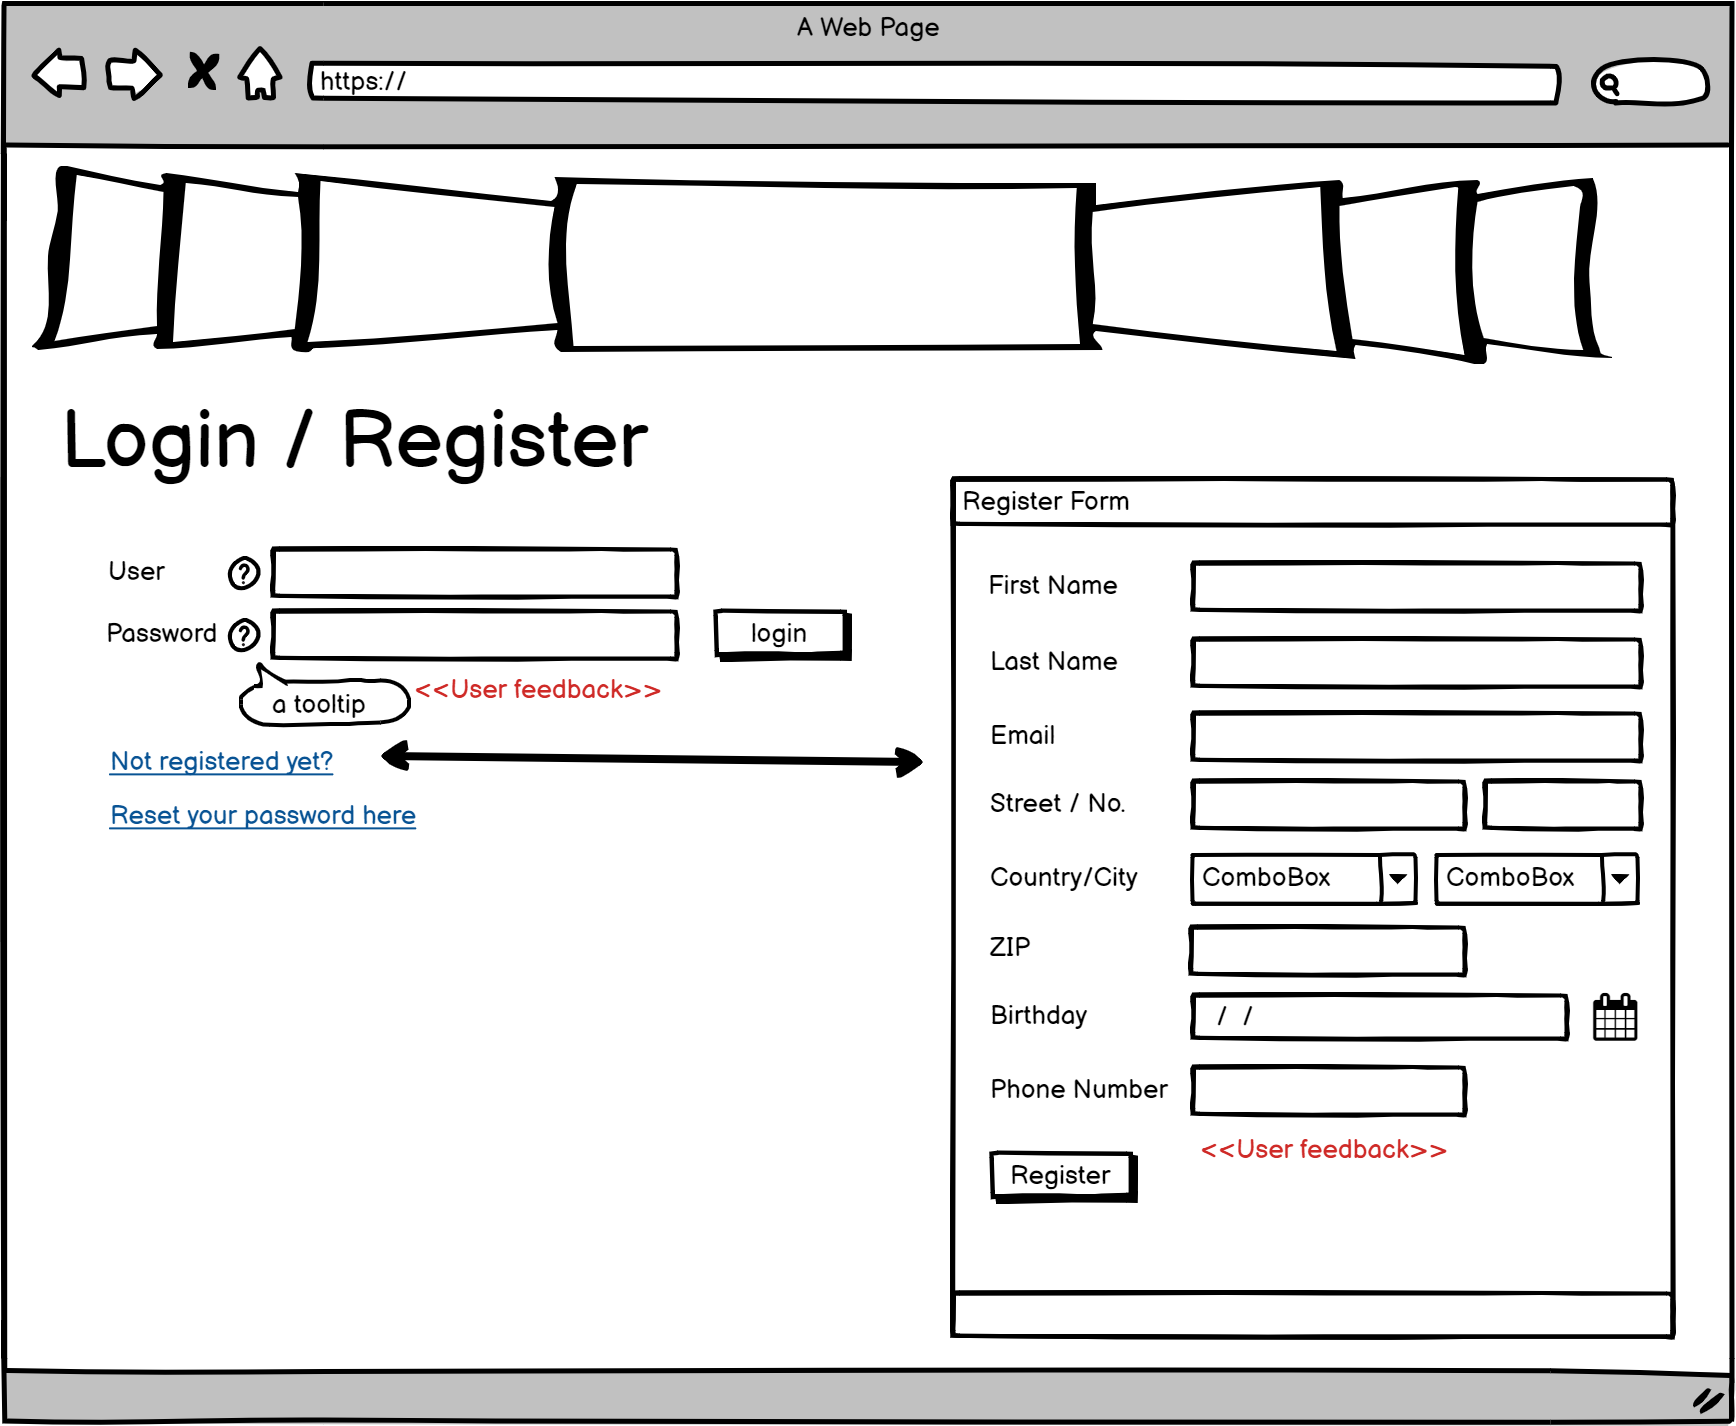 A Web Page
https://
Login / Register
User
Password
login
a tooltip
<<User feedback>>
Not registered yet?
Reset your password here
Register Form
First Name
Last Name
Email
Street / No.
Country/City ComboBox ComboBox
ZIP
Birthday / /
Phone Number
<<User feedback>>
Register